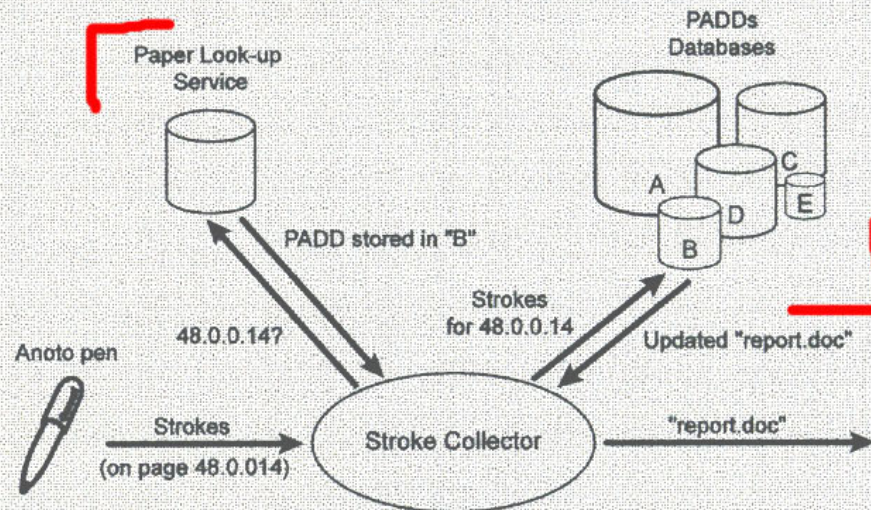 Paper Look-up
Service
PADDs
Databases
A
C
D
E
B
PADD stored in "B"
48.0.0.14?
Strokes
for 48.0.0.14
Updated "report.doc"
Anoto pen
Strokes
(on page 48.0.014)
Stroke Collector
"report.doc"